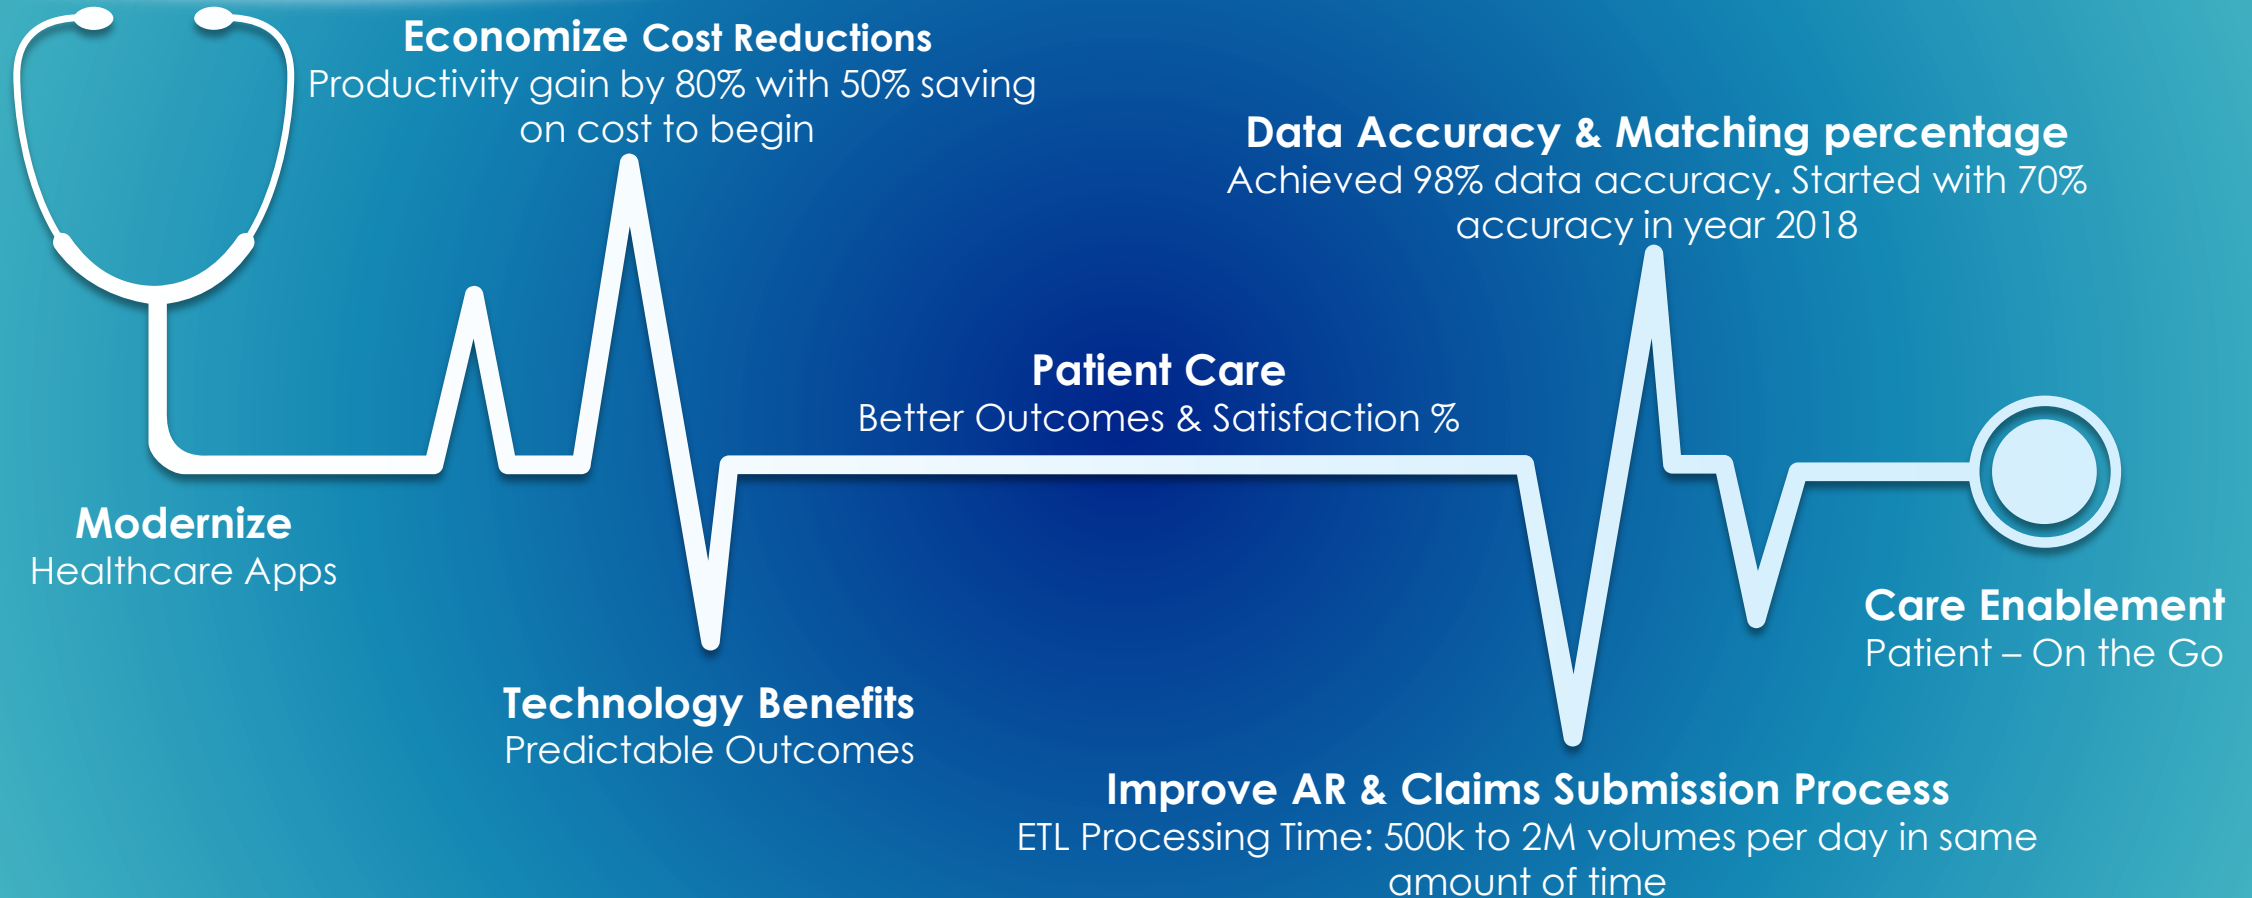 Economize Cost Reductions
Productivity gain by 80% with 50% saving
on cost to begin
Data Accuracy & Matching percentage
Achieved 98% data accuracy. Started with 70%
accuracy in year 2018
Patient Care
Better Outcomes & Satisfaction %
Modernize
Healthcare Apps
Care Enablement
Patient – On the Go
Technology Benefits
Predictable Outcomes
Improve AR & Claims Submission Process
ETL Processing Time: 500k to 2M volumes per day in same
amount of time